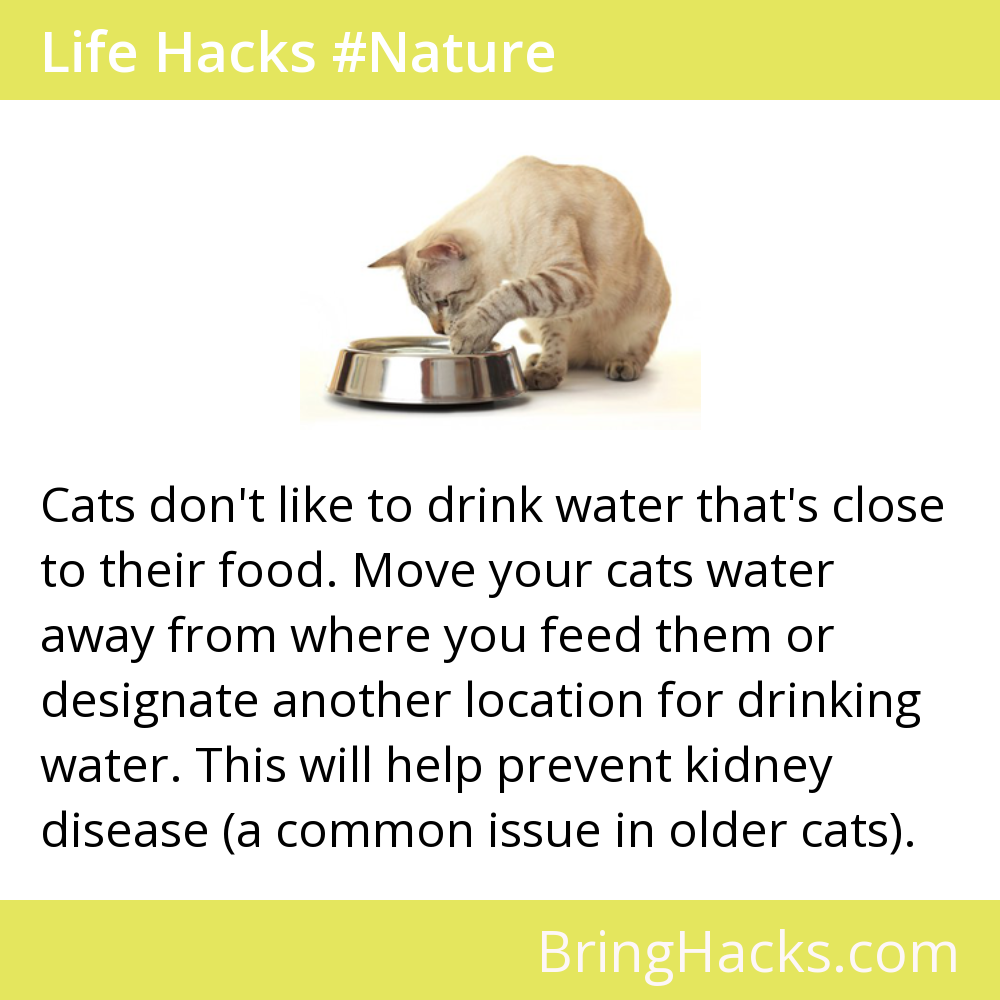 Life Hacks #Nature
Cats don't like to drink water that's close
to their food. Move your cats water
away from where you feed them or
designate another location for drinking
water. This will help prevent kidney
disease (a common issue in older cats).
BringHacks.com